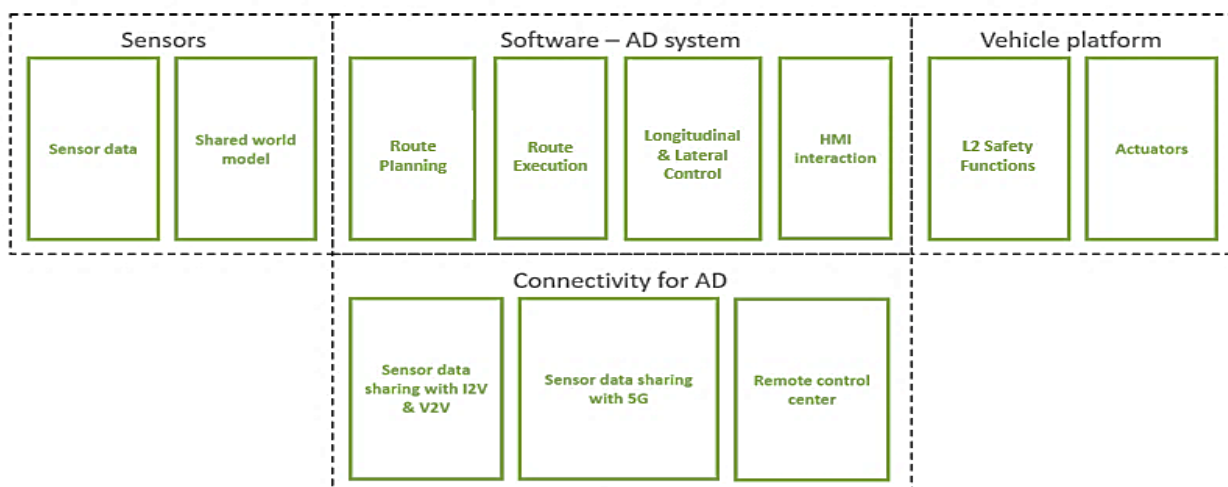 Sensors
Sensor data
Shared world
model
Software – AD system
Route
Planning
Route
Execution
Longitudinal
& Lateral
Control
HMI
interaction
Vehicle platform
L2 Safety
Functions
Actuators
Connectivity for AD
Sensor data
sharing with I2V
& V2V
Sensor data sharing
with 5G
Remote control
center